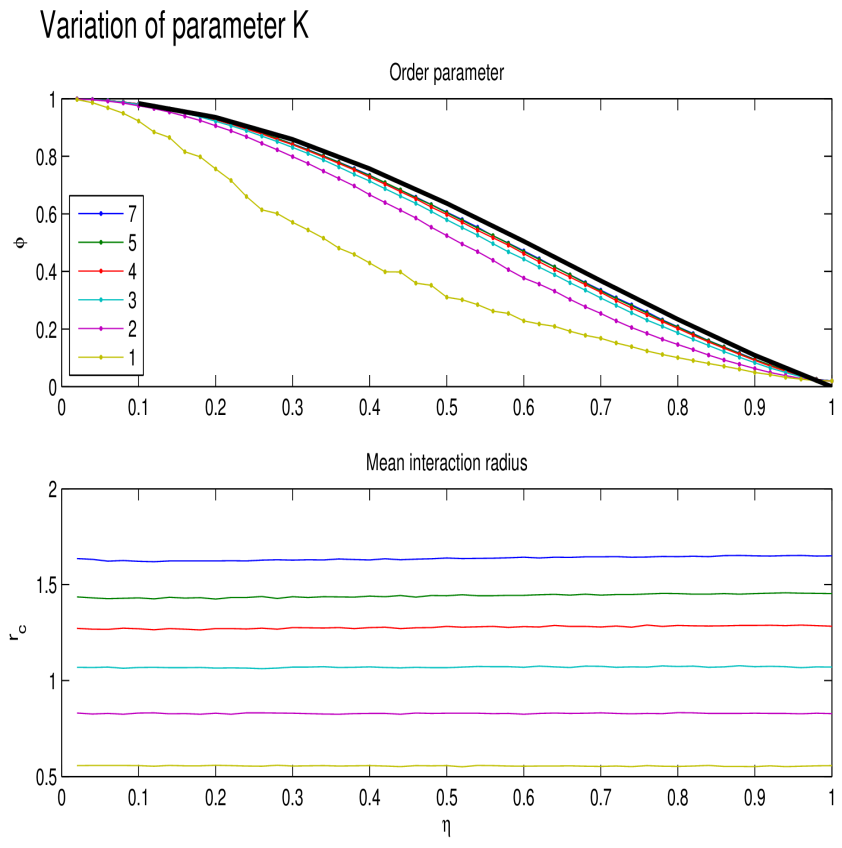 Variation of parameter K
Order parameter
1
0.8
0.6
0.4
0.2
0
ϕ
7
5
4
3
2
1
0 0.1 0.2 0.3 0.4 0.5 0.6 0.7 0.8 0.9 1
Mean interaction radius
2
1.5
1
0.5
r_c
0 0.1 0.2 0.3 0.4 0.5 0.6 0.7 0.8 0.9 1
η